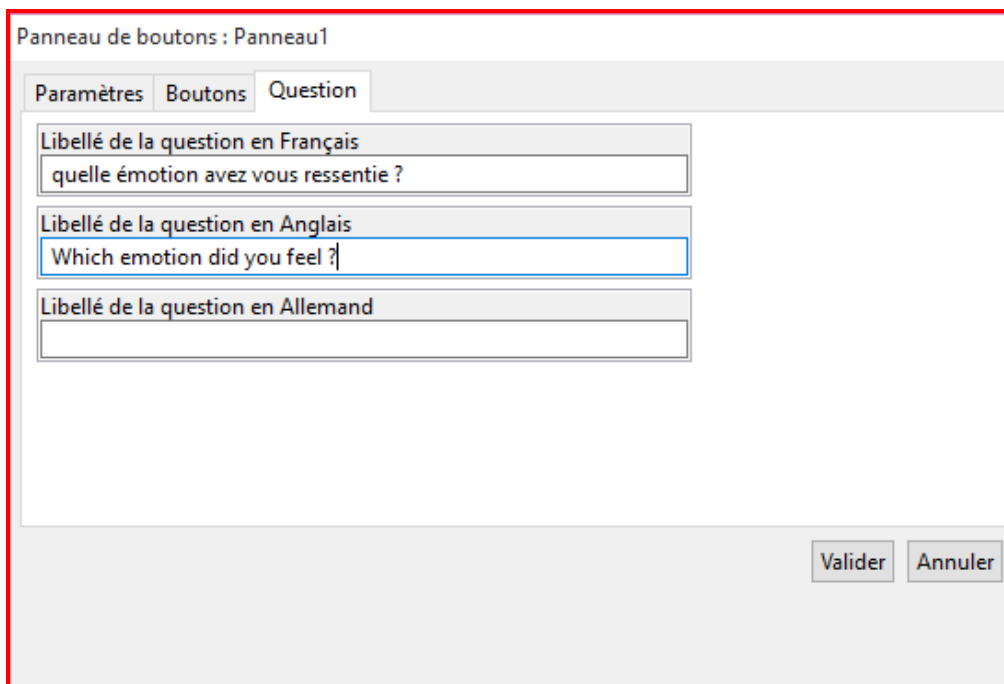 Panneau de boutons : Panneau1
Paramètres Boutons Question
Libellé de la question en Français
quelle émotion avez vous ressentie ?
Libellé de la question en Anglais
Which emotion did you feel ?
Libellé de la question en Allemand
Valider Annuler